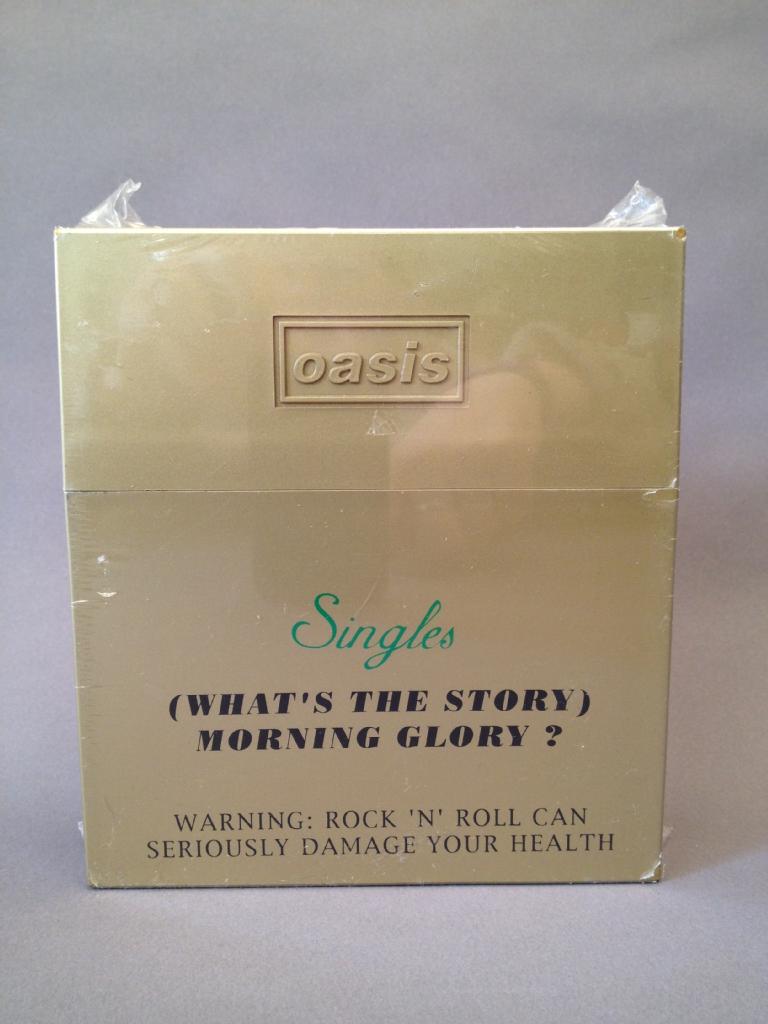 oasis
Singles
(WHAT'S THE STORY)
MORNING GLORY ?
WARNING: ROCK 'N' ROLL CAN
SERIOUSLY DAMAGE YOUR HEALTH